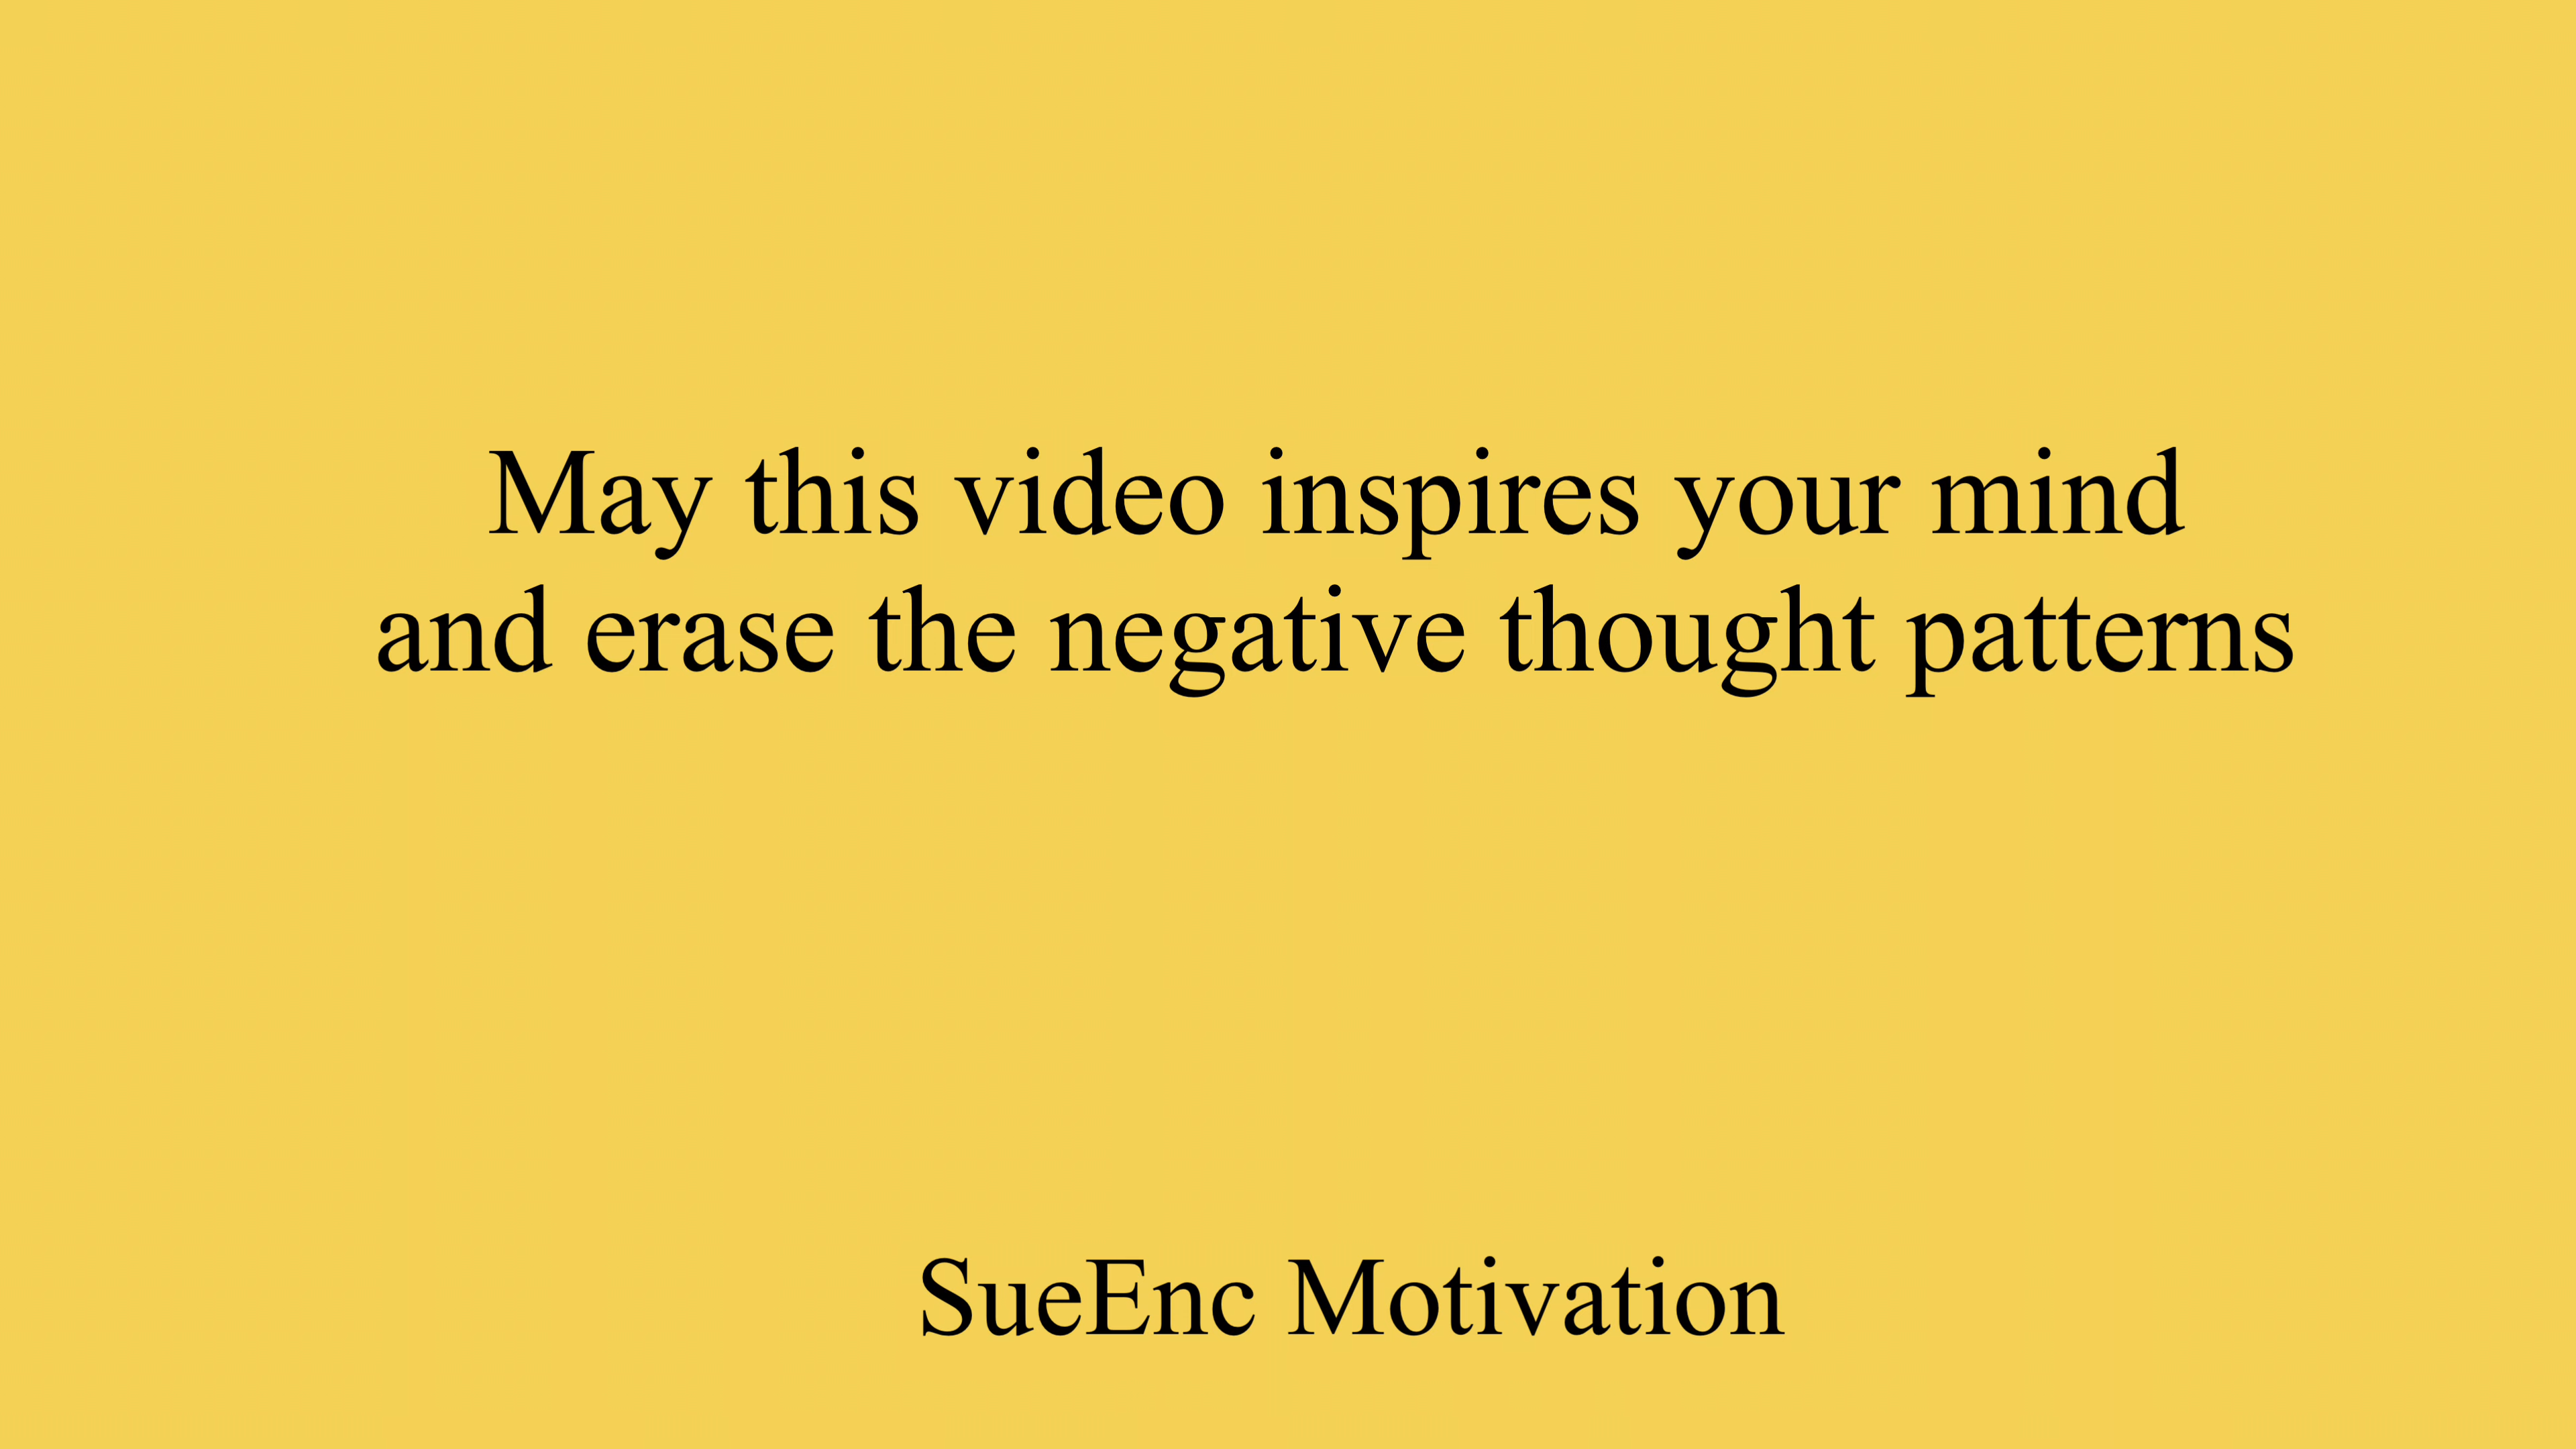 May this video inspires your mind
and erase the negative thought patterns
SueEnc Motivation